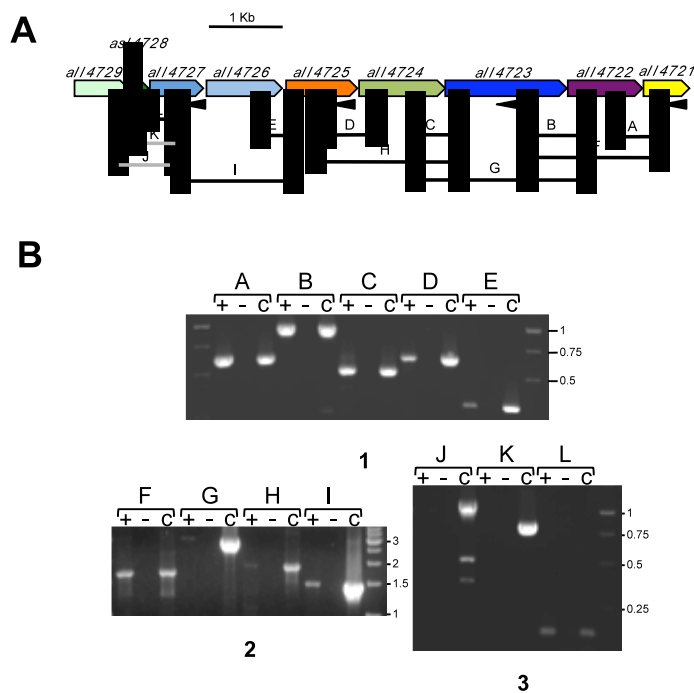 1 Kb
A
asl4728
all4729 all4727 all4726 all4725 all4724 all4723 all4722 all4721
E D C B A
K
J H F
I G
B
A B C D E
+ - C + - C + - C + - C + - C
1
0.75
0.5
1
J K L
+ - C + - C + - C
F G H I
+ - C + - C + - C + - C
1
0.75
0.5
0.25
3
2
1.5
1
2
3